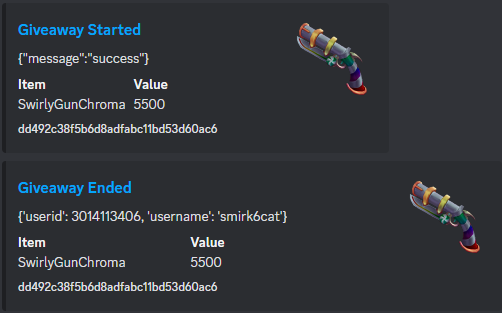 Giveaway Started
{"message":"success"}
Item Value
SwirlyGunChroma 5500
dd492c38f5b6d8adfabc11bd53d60ac6
Giveaway Ended
{'userid': 3014113406, 'username': 'smirk6cat'}
Item Value
SwirlyGunChroma 5500
dd492c38f5b6d8adfabc11bd53d60ac6